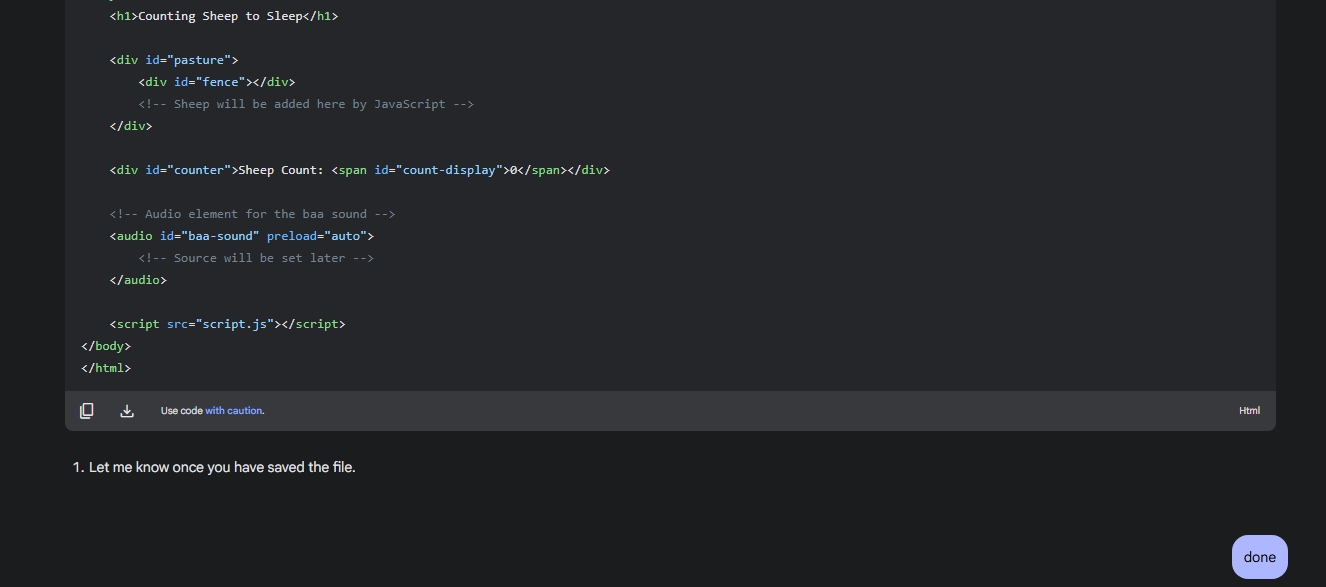 <h1>Counting Sheep to Sleep</h1>
<div id="pasture">
<div id="fence"></div>
<!-- Sheep will be added here by JavaScript -->
</div>
<div id="counter">Sheep Count: <span id="count-display">0</span></div>
<!-- Audio element for the baa sound -->
<audio id="baa-sound" preload="auto">
<!-- Source will be set later -->
</audio>
<script src="script.js"></script>
</body>
</html>
Use code with caution. Html
1. Let me know once you have saved the file.
done